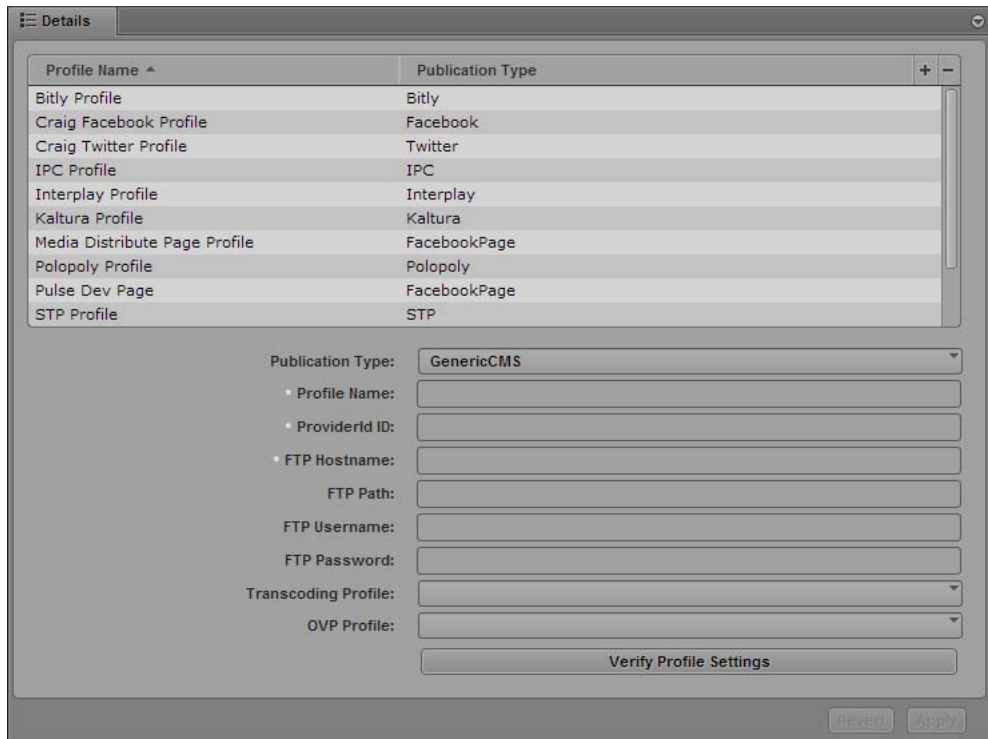 Details
Profile Name Publication Type + −
Bitly Profile Bitly
Craig Facebook Profile Facebook
Craig Twitter Profile Twitter
IPC Profile IPC
Interplay Profile Interplay
Kaltura Profile Kaltura
Media Distribute Page Profile FacebookPage
Polopoly Profile Polopoly
Pulse Dev Page FacebookPage
STP Profile STP
Publication Type: GenericCMS
* Profile Name:
* ProviderId ID:
* FTP Hostname:
FTP Path:
FTP Username:
FTP Password:
Transcoding Profile:
OVP Profile:
Verify Profile Settings
Revert Apply